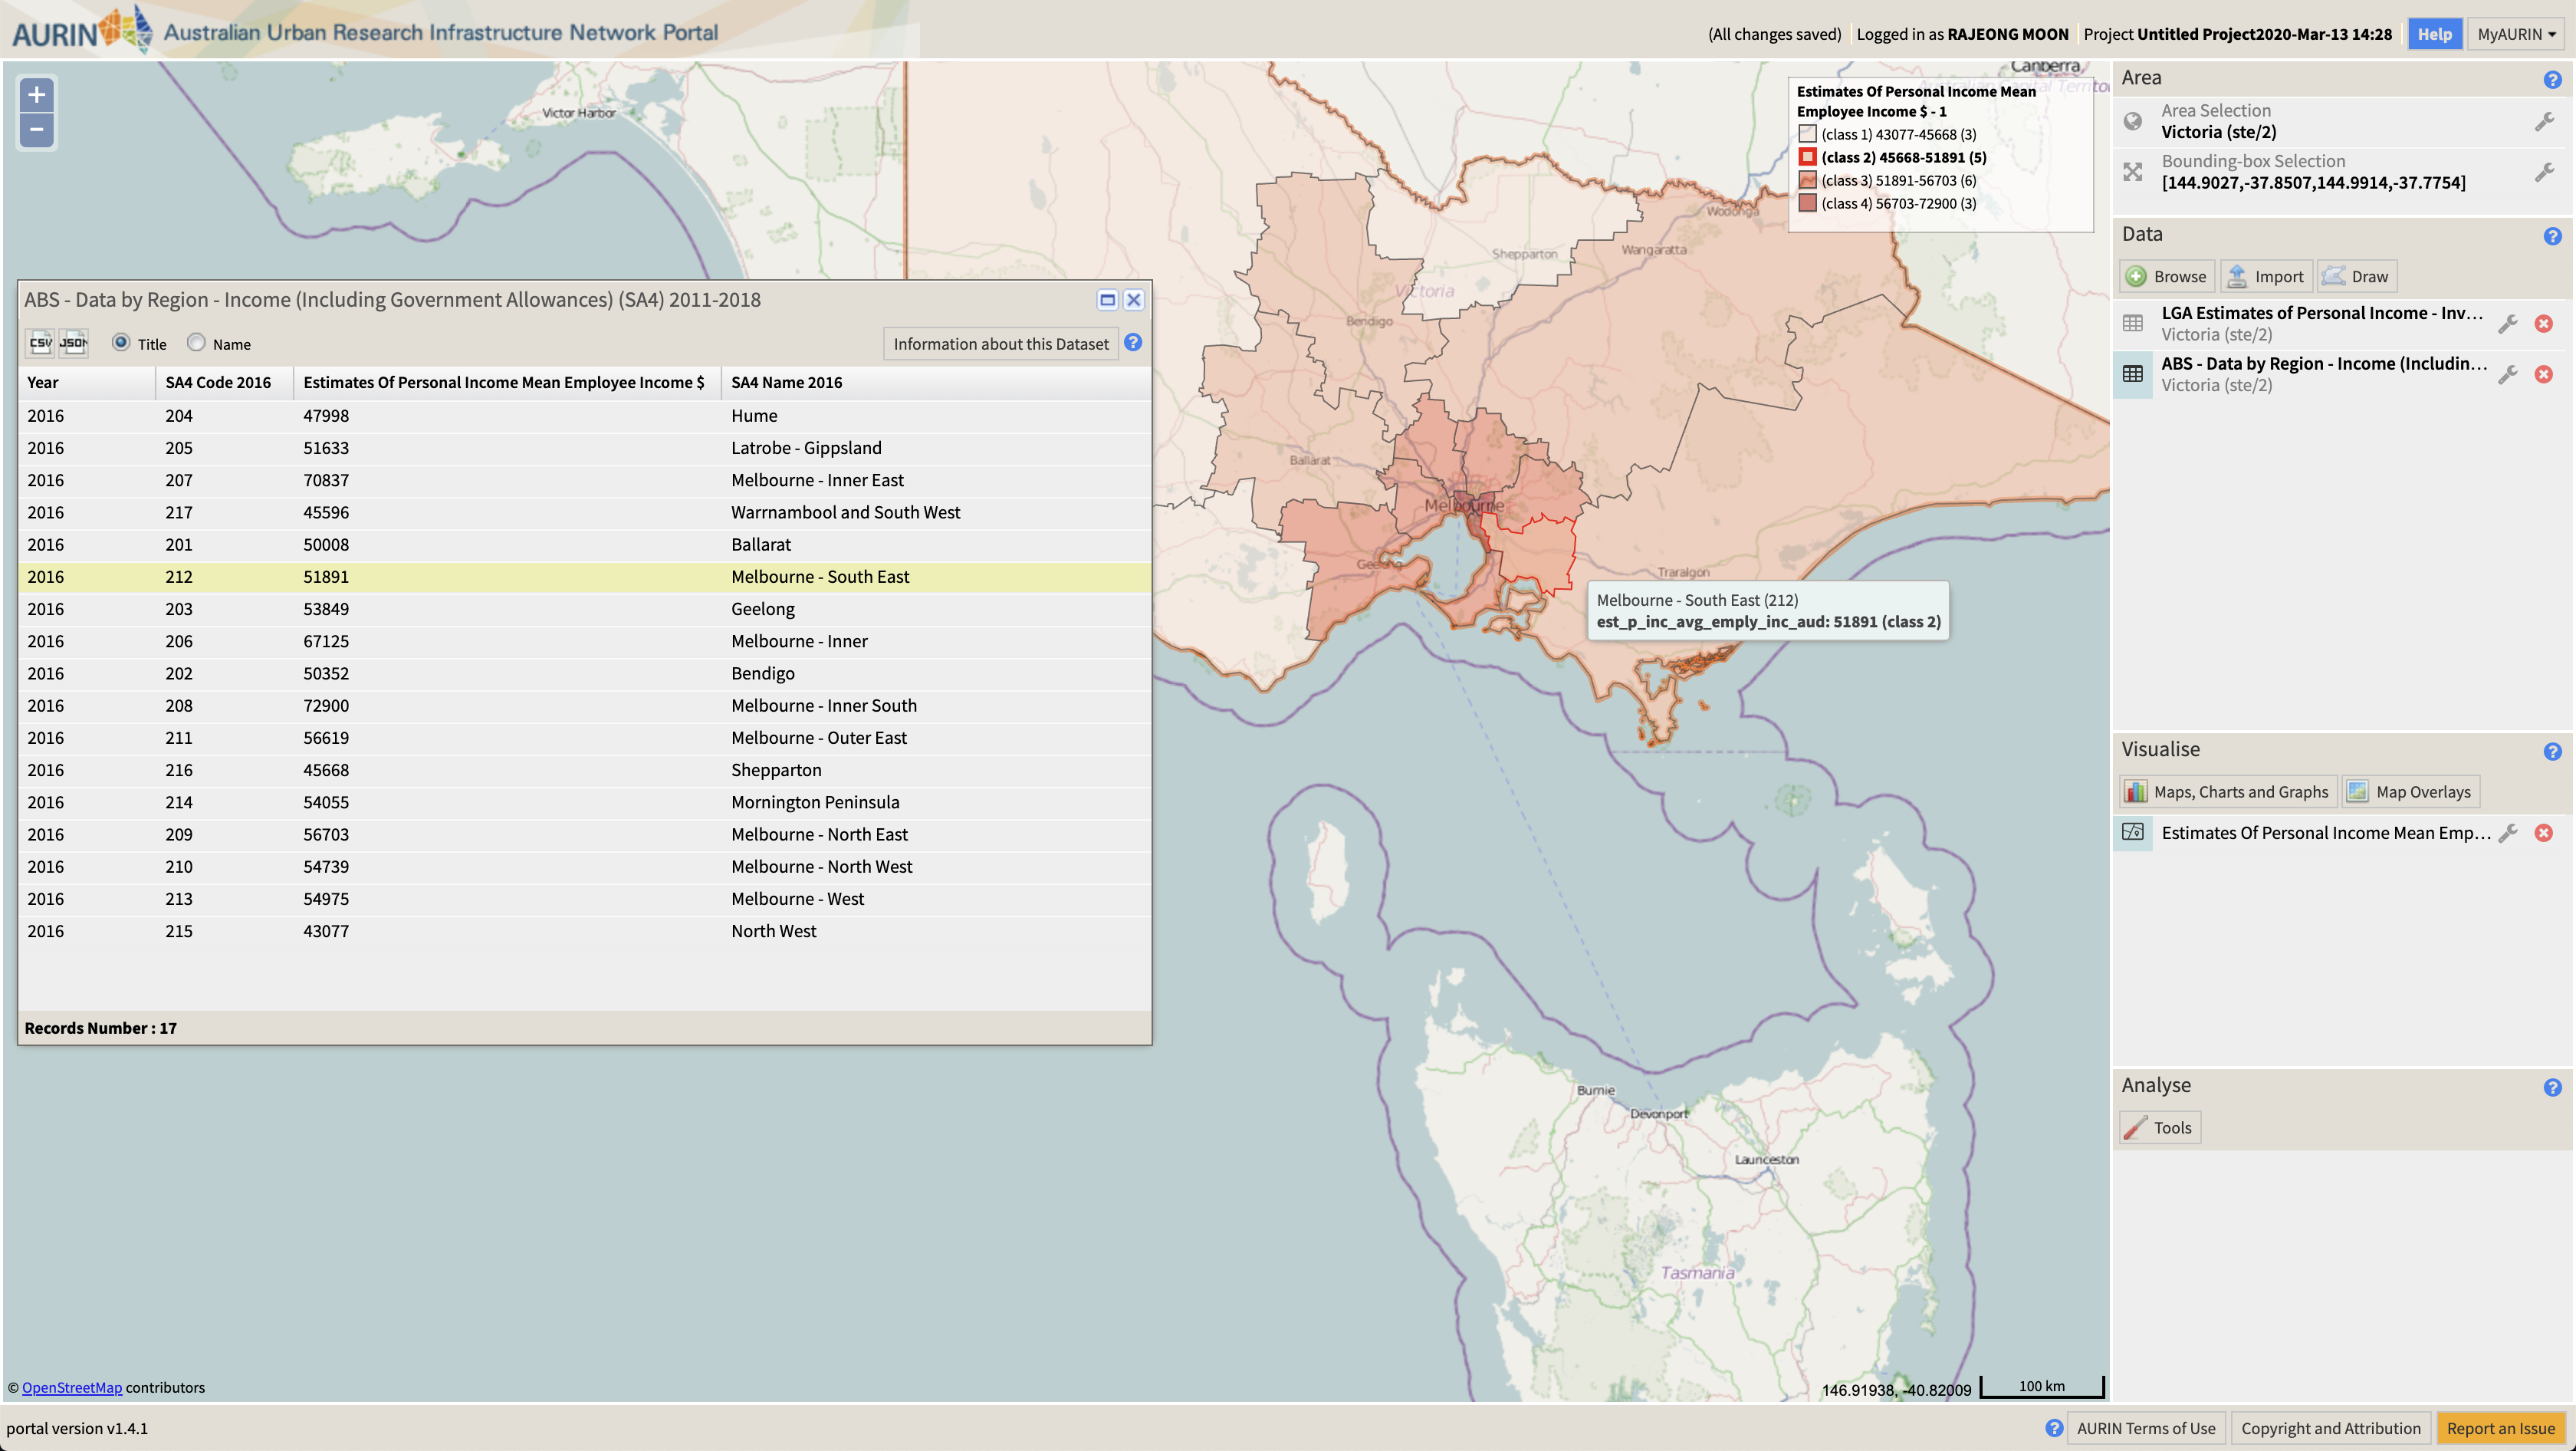 AURIN Australian Urban Research Infrastructure Network Portal
(All changes saved) Logged in as RAJEONG MOON Project Untitled Project2020-Mar-13 14:28 Help MyAURIN
+
−
Victor Harbor
Canberra
Estimates Of Personal Income Mean
Employee Income $ - 1
(class 1) 43077-45668 (3)
(class 2) 45668-51891 (5)
(class 3) 51891-56703 (6)
(class 4) 56703-72900 (3)
Wodonga
Shepparton
Wangaratta
Victoria
Bendigo
Ballarat
Melbourne
Geelong
Traralgon
Melbourne - South East (212)
est_p_inc_avg_emply_inc_aud: 51891 (class 2)
ABS - Data by Region - Income (Including Government Allowances) (SA4) 2011-2018
CSV JSON Title Name Information about this Dataset ?
Year SA4 Code 2016 Estimates Of Personal Income Mean Employee Income $ SA4 Name 2016
2016 204 47998 Hume
2016 205 51633 Latrobe - Gippsland
2016 207 70837 Melbourne - Inner East
2016 217 45596 Warrnambool and South West
2016 201 50008 Ballarat
2016 212 51891 Melbourne - South East
2016 203 53849 Geelong
2016 206 67125 Melbourne - Inner
2016 202 50352 Bendigo
2016 208 72900 Melbourne - Inner South
2016 211 56619 Melbourne - Outer East
2016 216 45668 Shepparton
2016 214 54055 Mornington Peninsula
2016 209 56703 Melbourne - North East
2016 210 54739 Melbourne - North West
2016 213 54975 Melbourne - West
2016 215 43077 North West
Records Number : 17
Burnie
Devonport
Launceston
Tasmania
© OpenStreetMap contributors
146.91938, -40.82009 100 km
Area ?
Area Selection
Victoria (ste/2)
Bounding-box Selection
[144.9027,-37.8507,144.9914,-37.7754]
Data ?
Browse Import Draw
LGA Estimates of Personal Income - Inv...
Victoria (ste/2)
ABS - Data by Region - Income (Includin...
Victoria (ste/2)
Visualise ?
Maps, Charts and Graphs Map Overlays
Estimates Of Personal Income Mean Emp...
Analyse ?
Tools
portal version v1.4.1 ? AURIN Terms of Use Copyright and Attribution Report an Issue